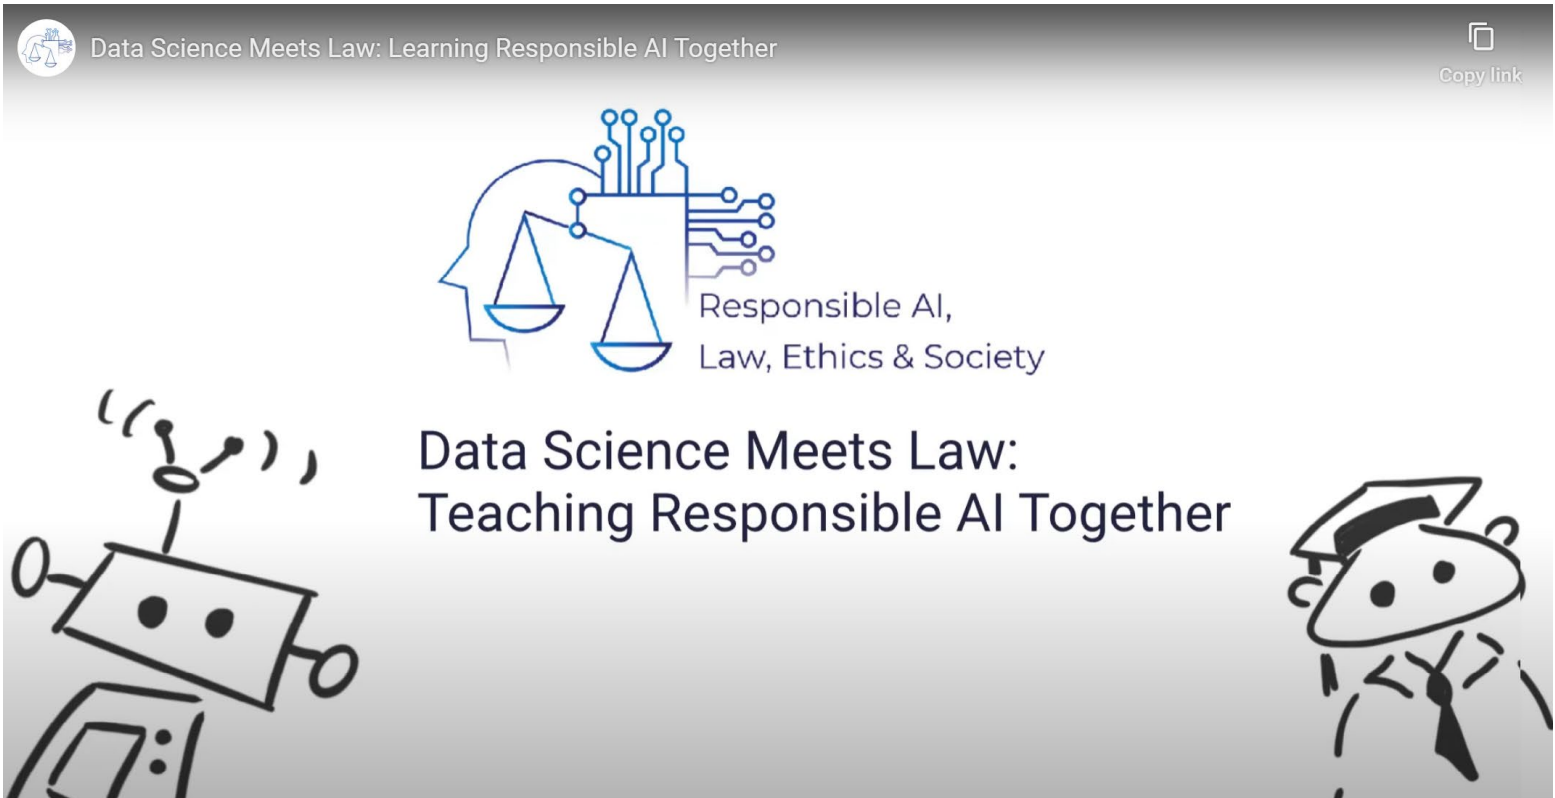 Data Science Meets Law: Learning Responsible AI Together
Copy link
Responsible AI,
Law, Ethics & Society
Data Science Meets Law:
Teaching Responsible AI Together